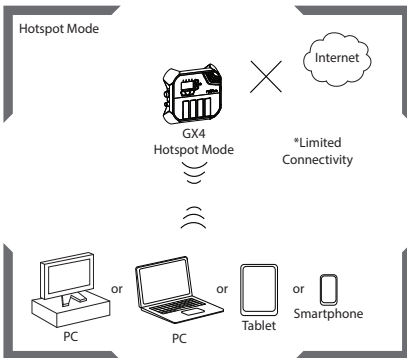 Hotspot Mode
Internet
GX4
Hotspot Mode
*Limited
Connectivity
or
or
or
PC
PC
Tablet
Smartphone